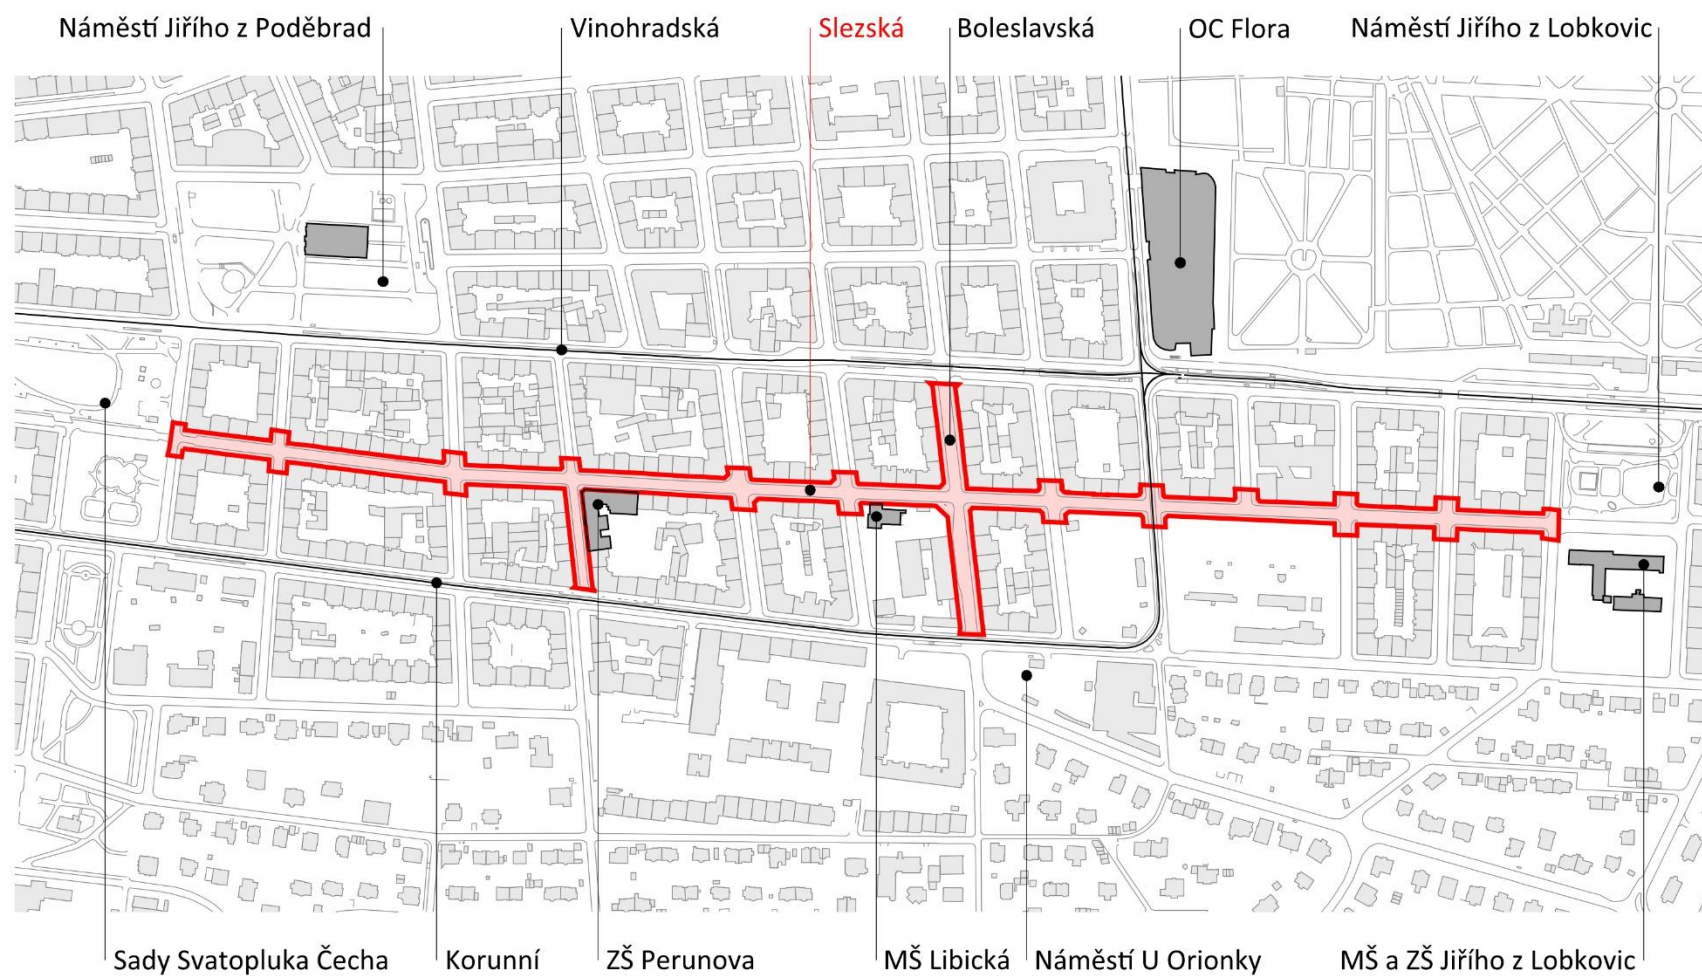 Náměstí Jiřího z Poděbrad
Vinohradská
Slezská
Boleslavská
OC Flora
Náměstí Jiřího z Lobkovic
Sady Svatopluka Čecha
Korunní
ZŠ Perunova
MŠ Libická
Náměstí U Orionky
MŠ a ZŠ Jiřího z Lobkovic